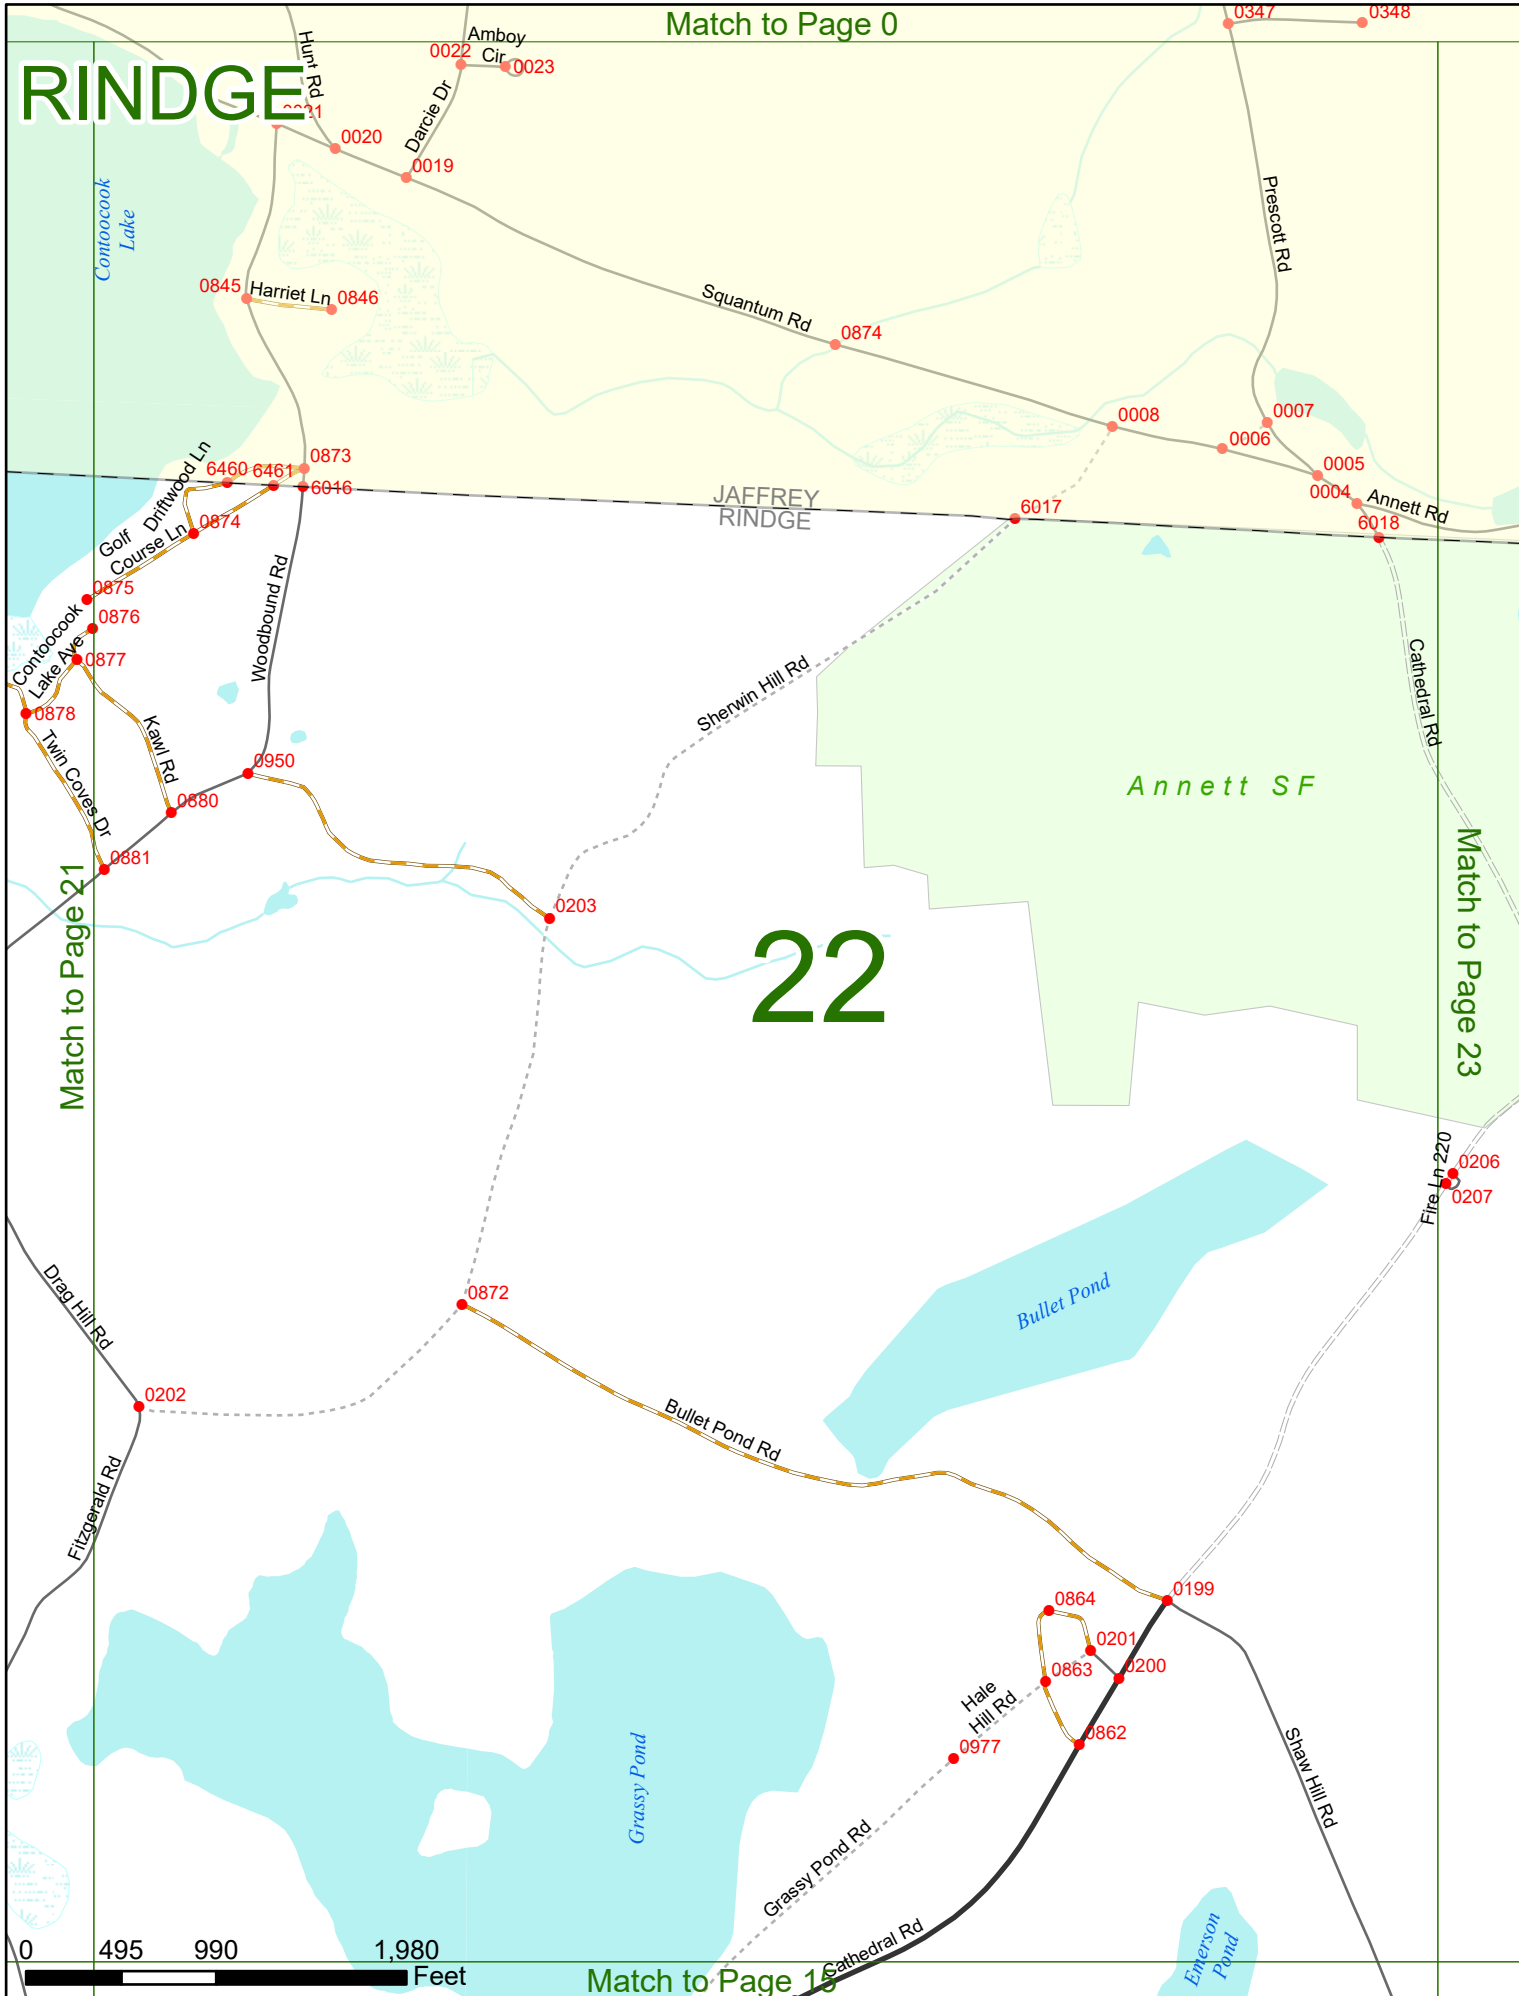 Match to Page 0
0347
0348
RINDGE
Hunt Rd
0022
Amboy
Cir
0023
Darcie Dr
0020
0019
Contoocook
Lake
Prescott Rd
0845
Harriet Ln
0846
Squantum Rd
0874
0008
0007
0006
0005
0004
Annett Rd
6018
0873
6460
6461
6046
Driftwood Ln
JAFFREY
RINDGE
6017
0874
Golf
Course Ln
Woodbound Rd
0875
0876
Contoocook
Lake Ave
0877
0878
Kawl Rd
Twin Coves Dr
Sherwin Hill Rd
Cathedral Rd
0950
0880
0881
Annett SF
Match to Page 21
Match to Page 23
0203
22
Fire Ln 220
0206
0207
Drag Hill Rd
0872
Bullet Pond
0202
Bullet Pond Rd
Fitzgerald Rd
0199
0864
0201
0200
0863
Hale
Hill Rd
0862
0977
Shaw Hill Rd
Grassy Pond
Grassy Pond Rd
Cathedral Rd
Emerson
Pond
0 495 990 1,980
Feet
Match to Page 15